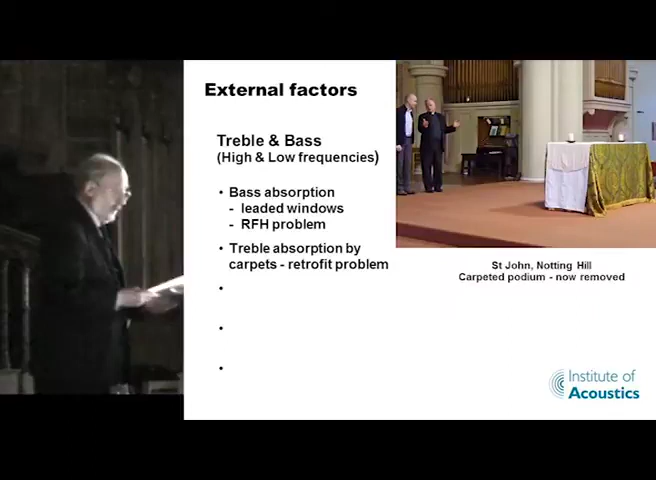 External factors
Treble & Bass
(High & Low frequencies)
• Bass absorption
- leaded windows
- RFH problem
• Treble absorption by
carpets - retrofit problem
•
•
•
St John, Notting Hill
Carpeted podium - now removed
Institute of
Acoustics